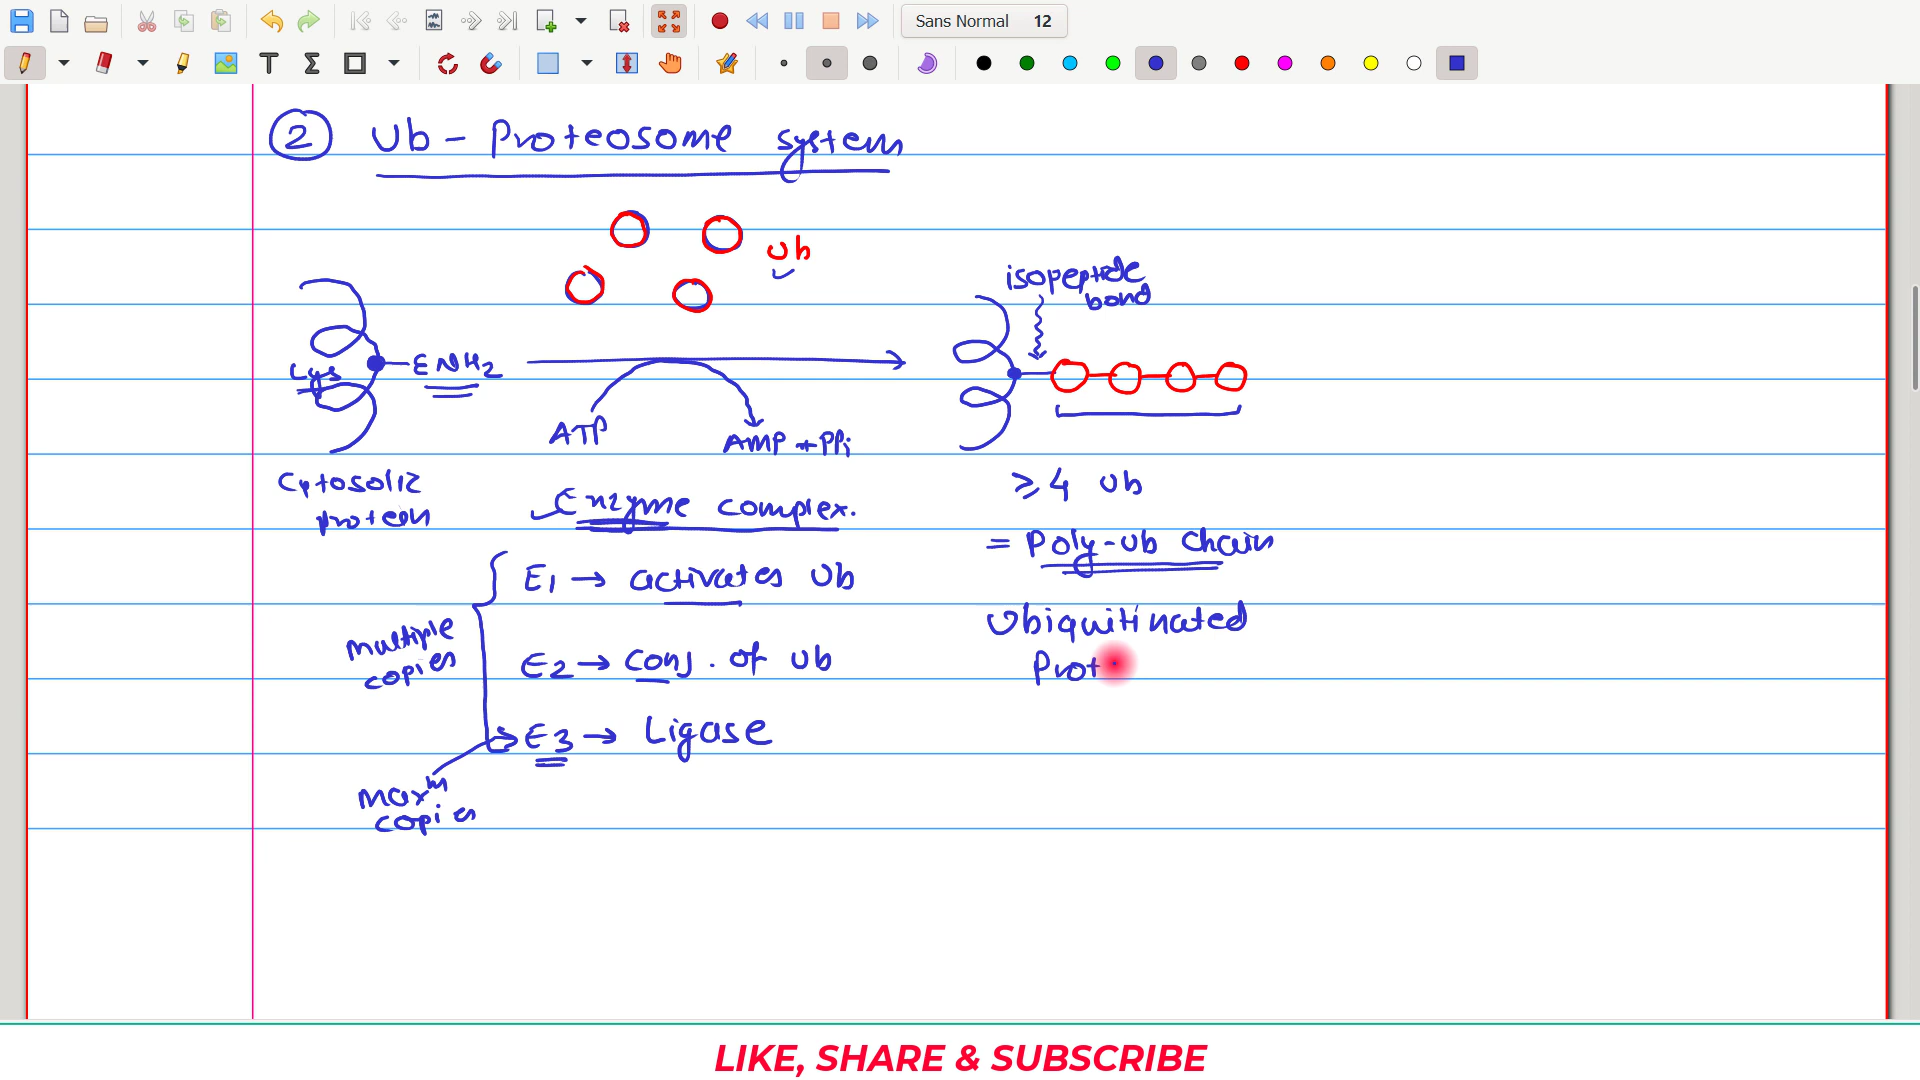 Sans Normal 12
2 Ub - Proteosome system
Ub
isopeptide
bond
Lys
ENH2
ATP
AMP + PPi
Cytosolic
protein
Enzyme complex.
≥ 4 Ub
= Poly-ub chain
E1 → activates Ub
Ubiquitinated
Prot
multiple
copies
E2 → conj. of Ub
E3 → Ligase
Maxm
copies
LIKE, SHARE & SUBSCRIBE